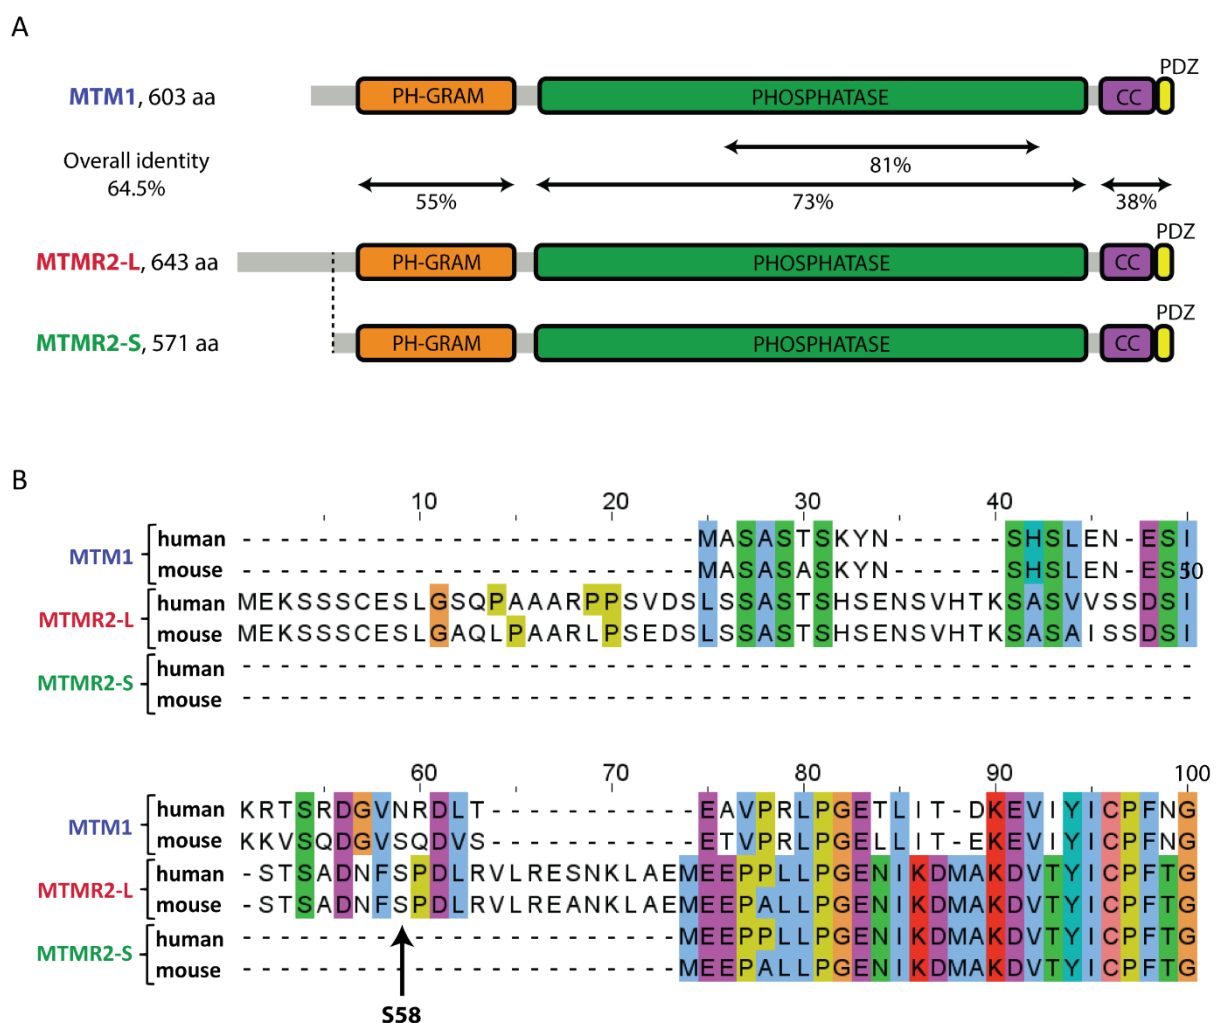 A
PDZ
MTM1, 603 aa PH-GRAM PHOSPHATASE CC
Overall identity
64.5%
81%
55% 73% 38%
PDZ
MTMR2-L, 643 aa PH-GRAM PHOSPHATASE CC
PDZ
MTMR2-S, 571 aa PH-GRAM PHOSPHATASE CC
B
10 20 30 40
MTM1 human ------------------------MASASTSKYN------SHSLEN-ESI
mouse ------------------------MASASASKYN------SHSLEN-ESI 50
MTMR2-L human MEKSSSCESLGSQPAAARPPSVDSLSSASTSHSENSVHTKSASVVSSDSI
mouse MEKSSSCESLGAQLPAARLPSEDSLSSASTSHSENSVHTKSASAISSDSI
MTMR2-S human --------------------------------------------------
mouse --------------------------------------------------
60 70 80 90 100
MTM1 human KRTSRDGVNRDLT-----------EAVPRLPGETLIT-DKEVIYICPFNG
mouse KKVSQDGVSQDVS-----------ETVPRLPGELLIT-EKEVIYICPFNG
MTMR2-L human -STSADNFSPDLRVLRESNKLAEMEEPPLLPGENIKDMAKDVTYICPFTG
mouse -STSADNFSPDLRVLREANKLAEMEEPALLPGENIKDMAKDVTYICPFTG
MTMR2-S human -----------------------MEEPPLLPGENIKDMAKDVTYICPFTG
mouse -----------------------MEEPALLPGENIKDMAKDVTYICPFTG
S58